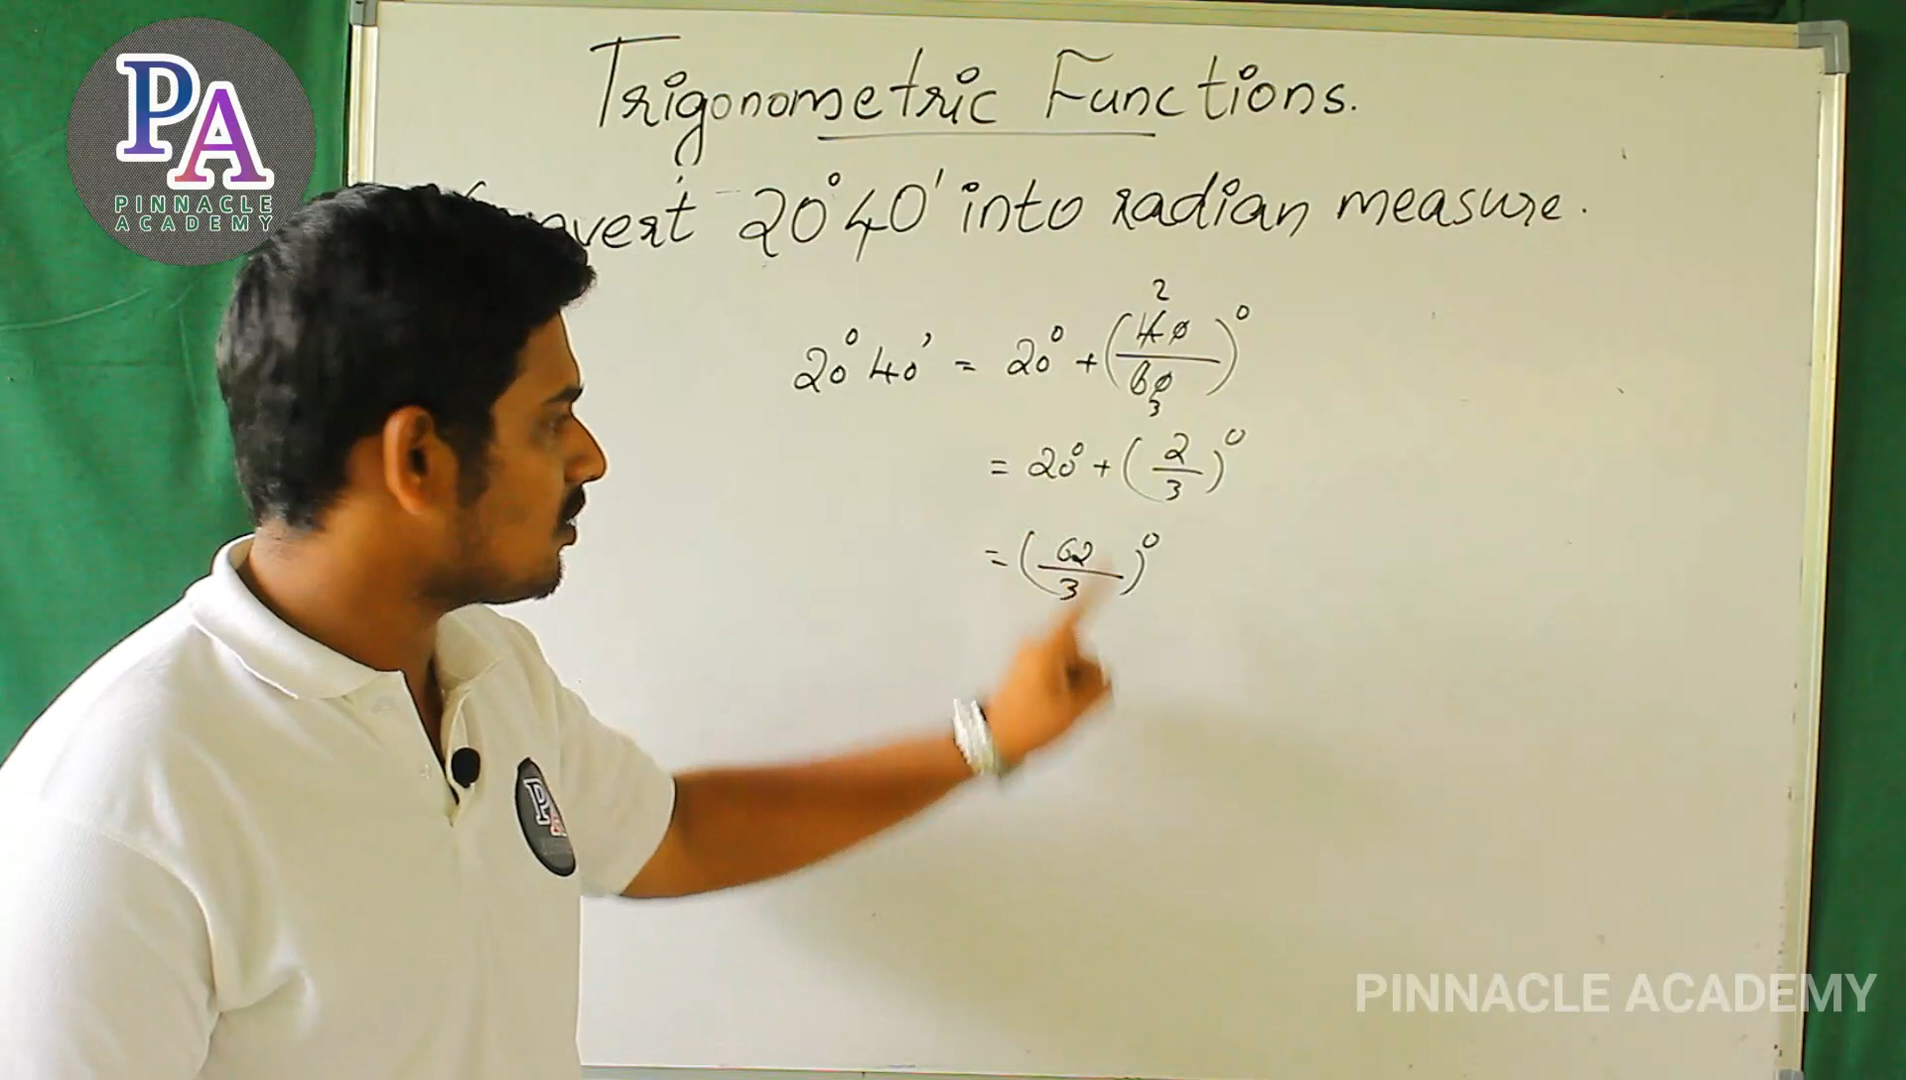 PA
PINNACLE
ACADEMY
Trigonometric Functions.
Convert 20°40' into radian measure.
20°40' = 20° + (40/60)°
2
3
= 20° + (2/3)°
= (62/3)°
PA
PINNACLE ACADEMY